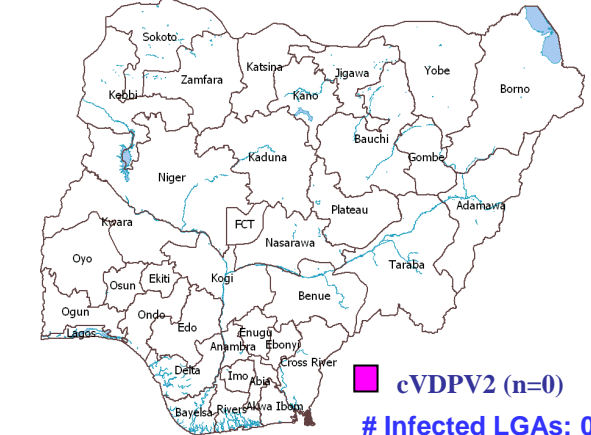 Sokoto
Katsina
Jigawa
Yobe
Zamfara
Kebbi
Kano
Borno
Bauchi
Gombe
Kaduna
Niger
Adamawa
Plateau
Kwara
FCT
Nasarawa
Oyo
Taraba
Osun
Ekiti
Kogi
Benue
Ogun
Ondo
Edo
Enugu
Lagos
Anambra
Ebonyi
Cross River
Delta
Imo
Abia
Bayelsa
Rivers
Akwa Ibom
cVDPV2 (n=0)
# Infected LGAs: 0